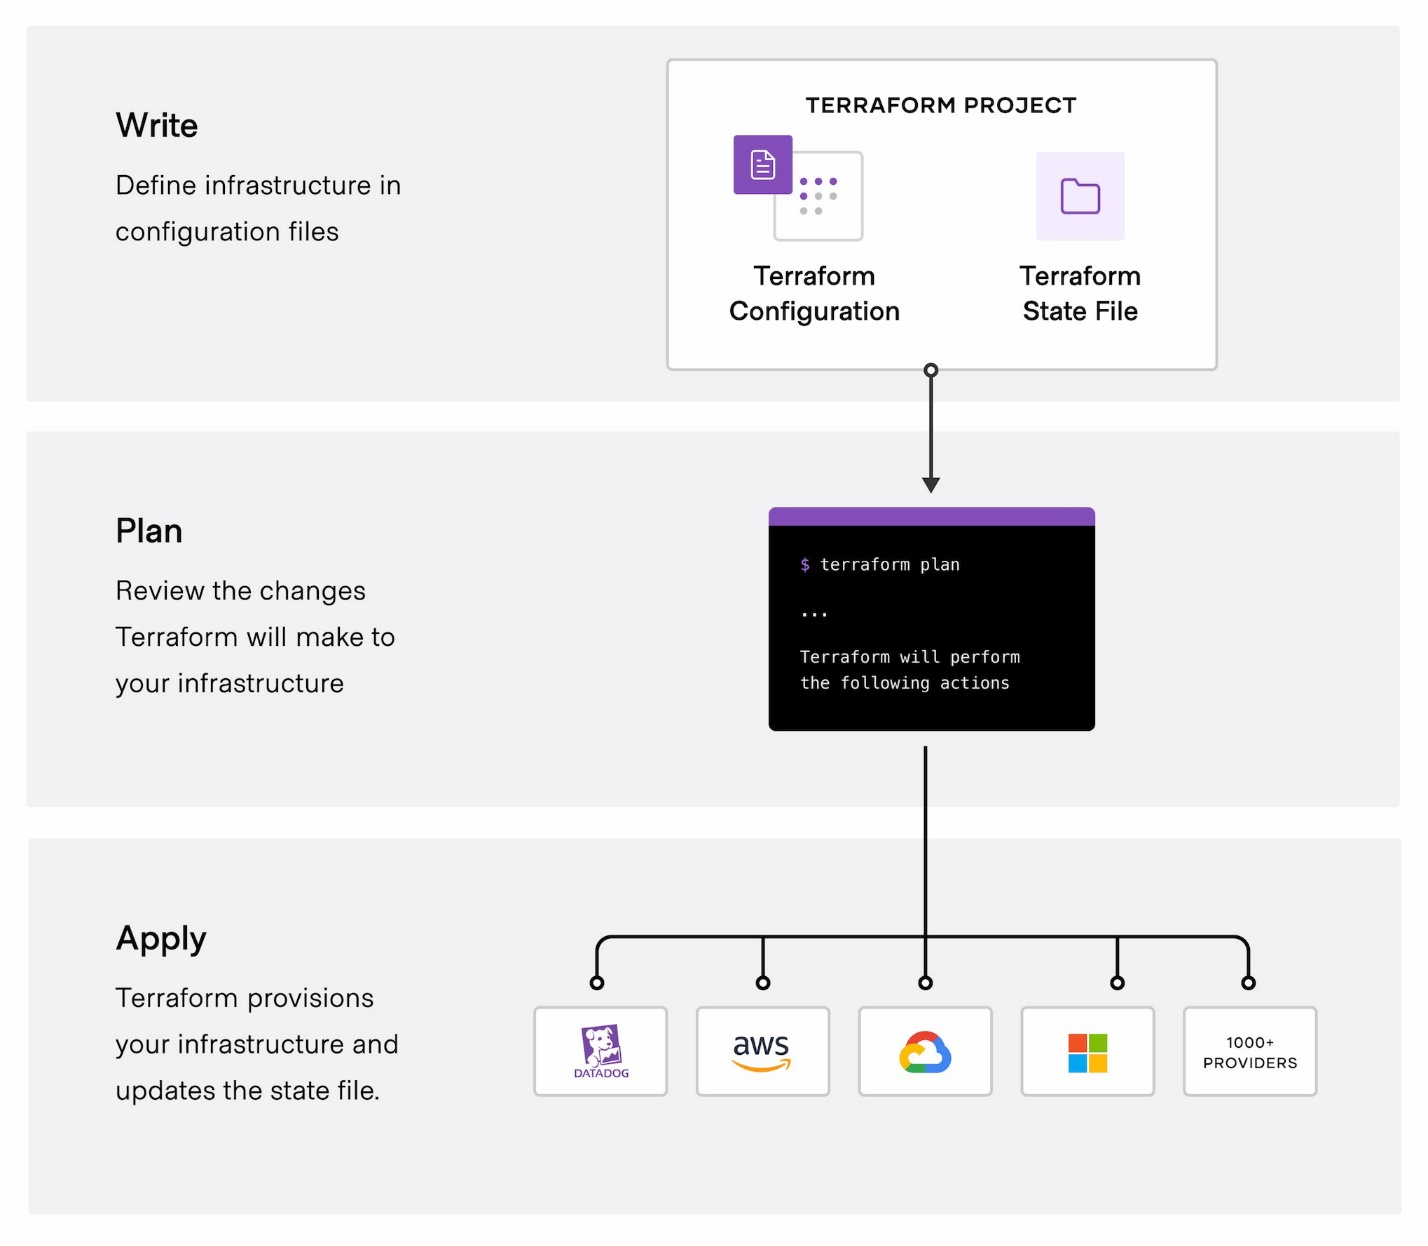 Write
Define infrastructure in
configuration files
TERRAFORM PROJECT
Terraform
Configuration
Terraform
State File
Plan
Review the changes
Terraform will make to
your infrastructure
$ terraform plan
...
Terraform will perform
the following actions
Apply
Terraform provisions
your infrastructure and
updates the state file.
DATADOG
aws
1000+
PROVIDERS